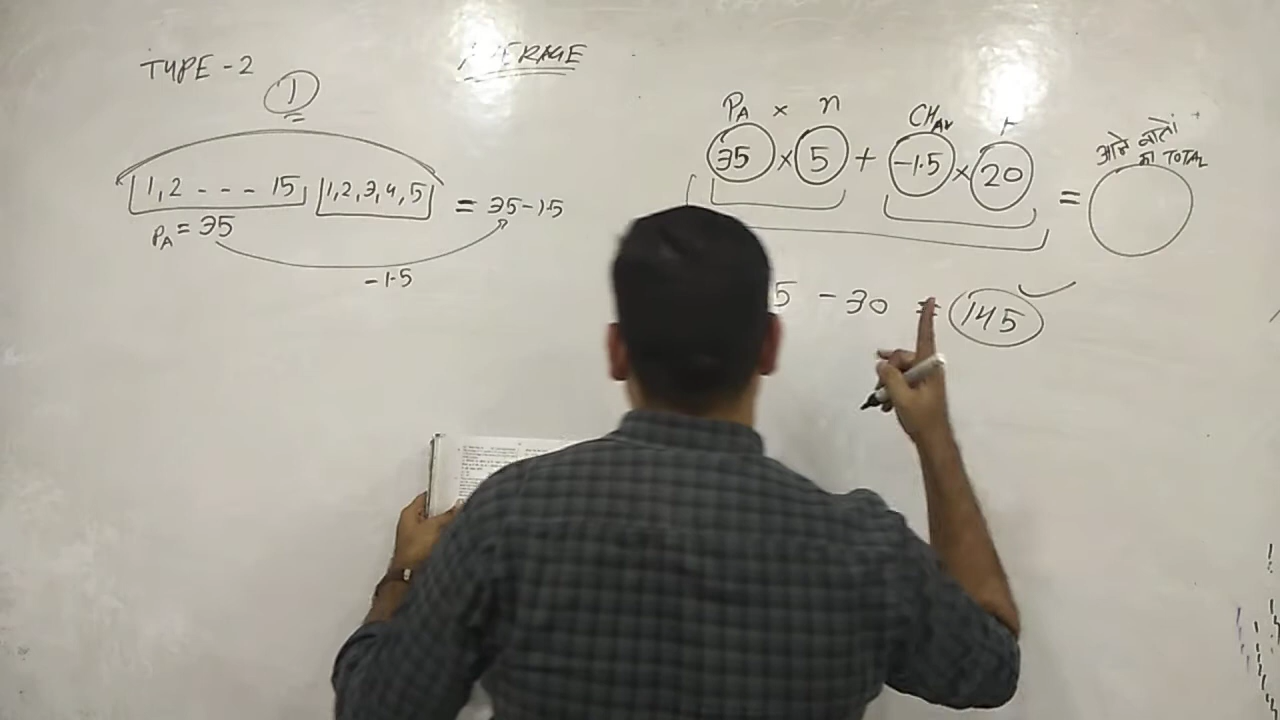 TYPE - 2
AVERAGE
1
1, 2 - - - 15 1, 2, 3, 4, 5 = 35 - 1.5
PA = 35
-1.5
PA × n
CHAV
35 × 5 + -1.5 × 20 =
आने वालो का TOTAL
5 - 30 = 145